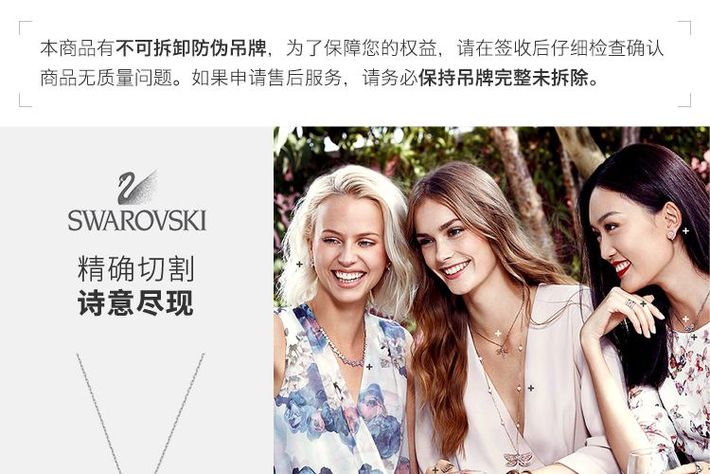 本商品有不可拆卸防伪吊牌，为了保障您的权益，请在签收后仔细检查确认
商品无质量问题。如果申请售后服务，请务必保持吊牌完整未拆除。
SWAROVSKI
精确切割
诗意尽现